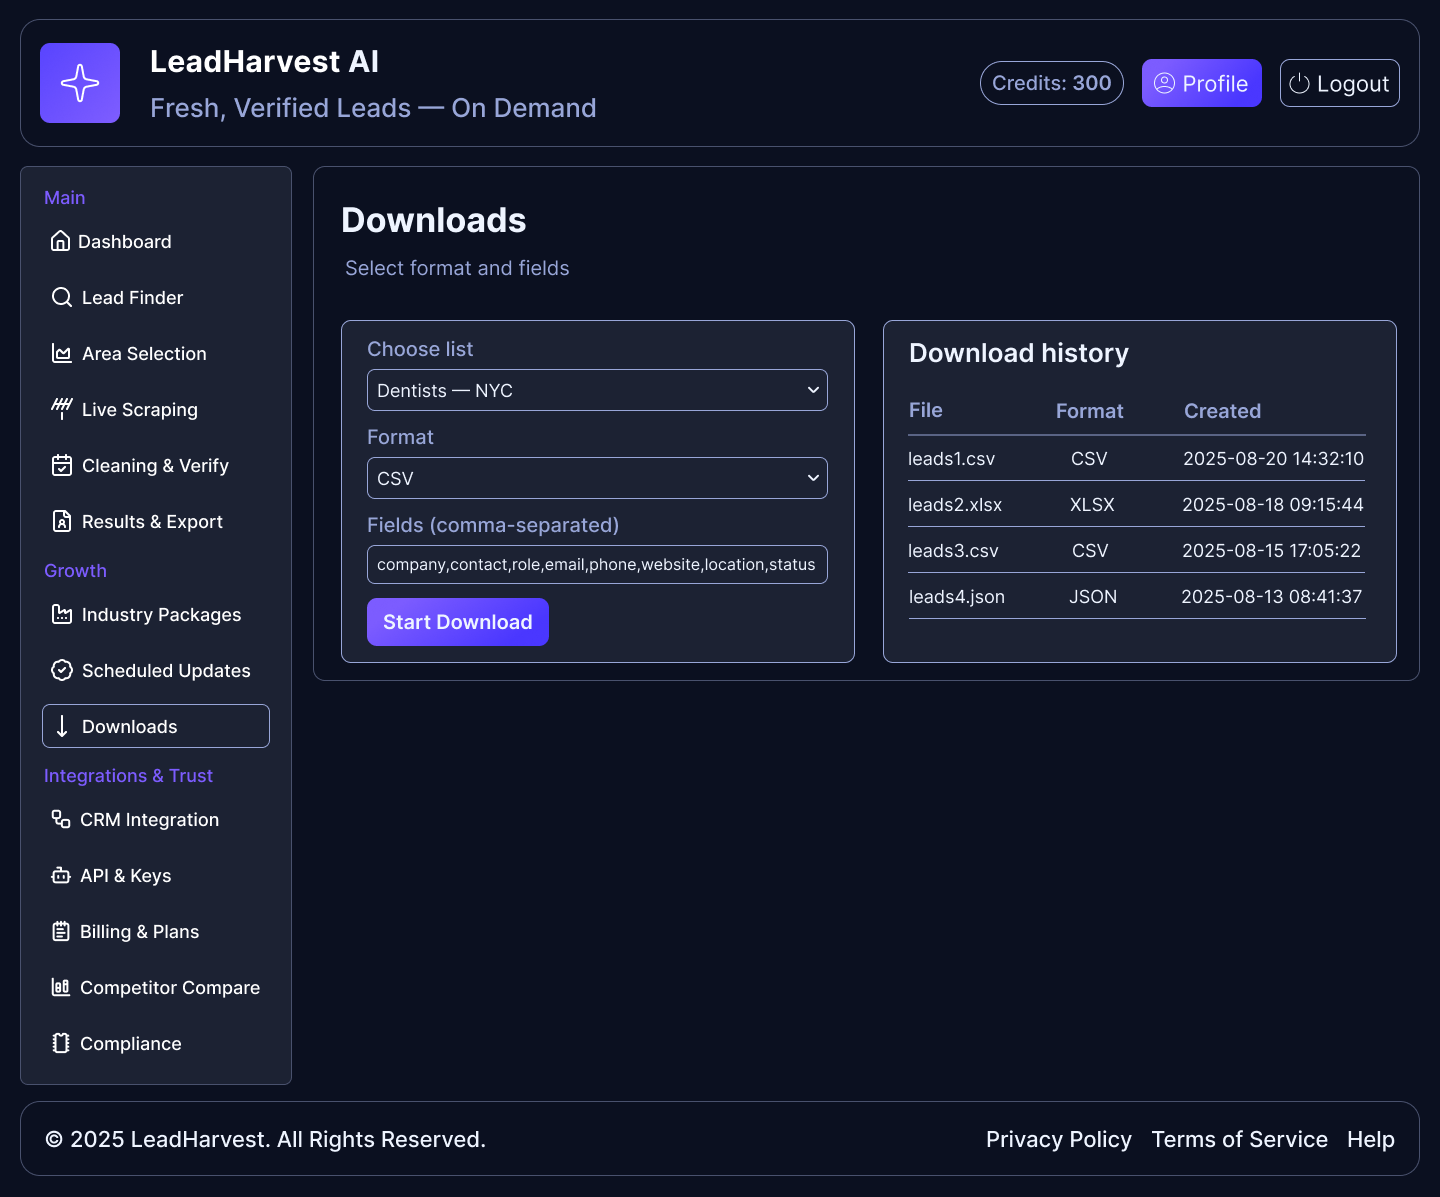 LeadHarvest AI
Fresh, Verified Leads — On Demand
Credits: 300
Profile
Logout
Main
Dashboard
Lead Finder
Area Selection
Live Scraping
Cleaning & Verify
Results & Export
Growth
Industry Packages
Scheduled Updates
Downloads
Integrations & Trust
CRM Integration
API & Keys
Billing & Plans
Competitor Compare
Compliance
Downloads
Select format and fields
Choose list
Dentists — NYC
Format
CSV
Fields (comma-separated)
company,contact,role,email,phone,website,location,status
Start Download
Download history
File Format Created
leads1.csv CSV 2025-08-20 14:32:10
leads2.xlsx XLSX 2025-08-18 09:15:44
leads3.csv CSV 2025-08-15 17:05:22
leads4.json JSON 2025-08-13 08:41:37
© 2025 LeadHarvest. All Rights Reserved.
Privacy Policy Terms of Service Help